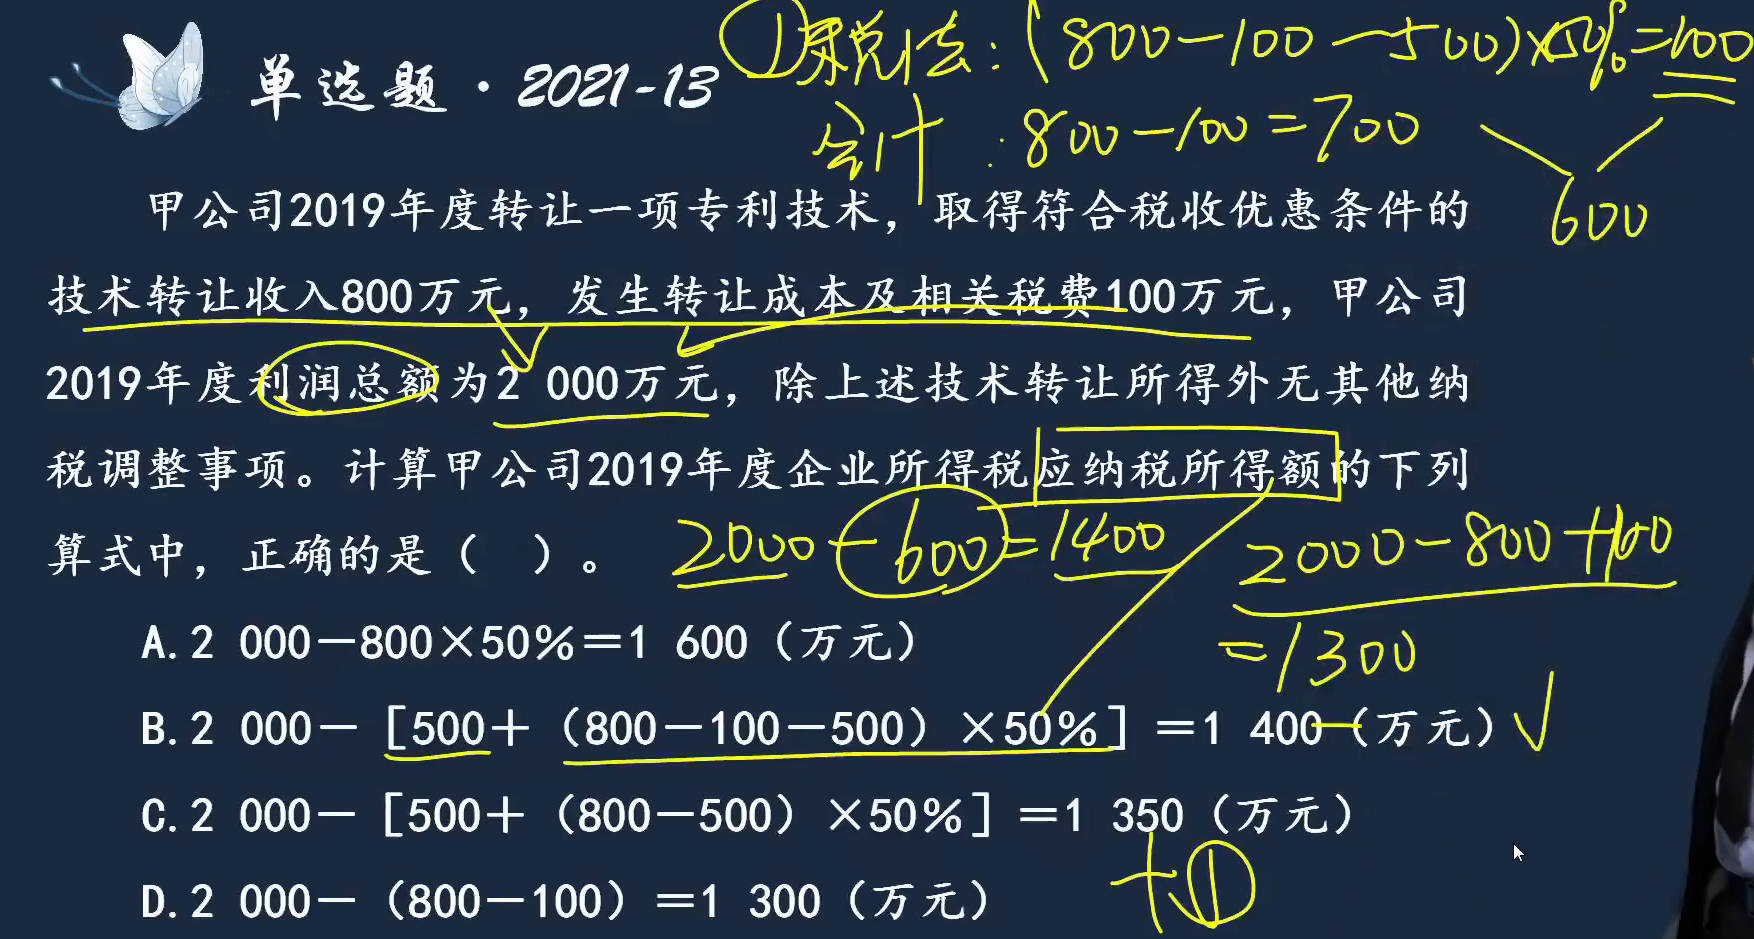 单选题·2021-13
①税法：(800-100-500)×50%=100
会计：800-100=700
600
甲公司2019年度转让一项专利技术，取得符合税收优惠条件的
技术转让收入800万元，发生转让成本及相关税费100万元，甲公司
2019年度利润总额为2 000万元，除上述技术转让所得外无其他纳
税调整事项。计算甲公司2019年度企业所得税应纳税所得额的下列
算式中，正确的是（ ）。
2000-600=1400
2000-800+100
=1300
A.2 000－800×50%＝1 600（万元）
B.2 000－［500＋（800－100－500）×50%］＝1 400（万元）✓
C.2 000－［500＋（800－500）×50%］＝1 350（万元）
D.2 000－（800－100）＝1 300（万元）
+①